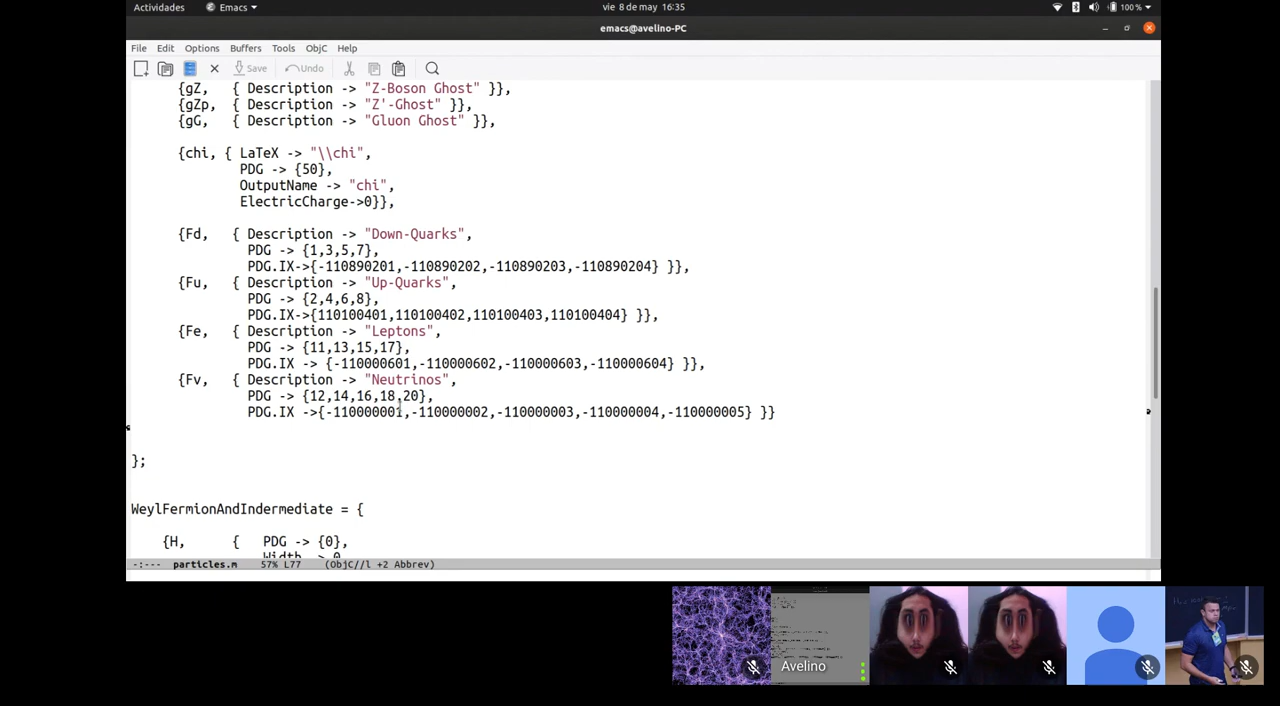 Actividades Emacs vie 8 de may 16:35 100 %
emacs@avelino-PC
File Edit Options Buffers Tools ObjC Help
Save Undo
{gZ, { Description -> "Z-Boson Ghost" }},
{gZp, { Description -> "Z'-Ghost" }},
{gG, { Description -> "Gluon Ghost" }},
{chi, { LaTeX -> "\\chi",
PDG -> {50},
OutputName -> "chi",
ElectricCharge->0}},
{Fd, { Description -> "Down-Quarks",
PDG -> {1,3,5,7},
PDG.IX->{-110890201,-110890202,-110890203,-110890204} }},
{Fu, { Description -> "Up-Quarks",
PDG -> {2,4,6,8},
PDG.IX->{110100401,110100402,110100403,110100404} }},
{Fe, { Description -> "Leptons",
PDG -> {11,13,15,17},
PDG.IX -> {-110000601,-110000602,-110000603,-110000604} }},
{Fv, { Description -> "Neutrinos",
PDG -> {12,14,16,18,20},
PDG.IX ->{-110000001,-110000002,-110000003,-110000004,-110000005} }}
};
WeylFermionAndIndermediate = {
{H, { PDG -> {0},
Width -> 0
-:--- particles.m 57% L77 (ObjC//l +2 Abbrev)
Avelino